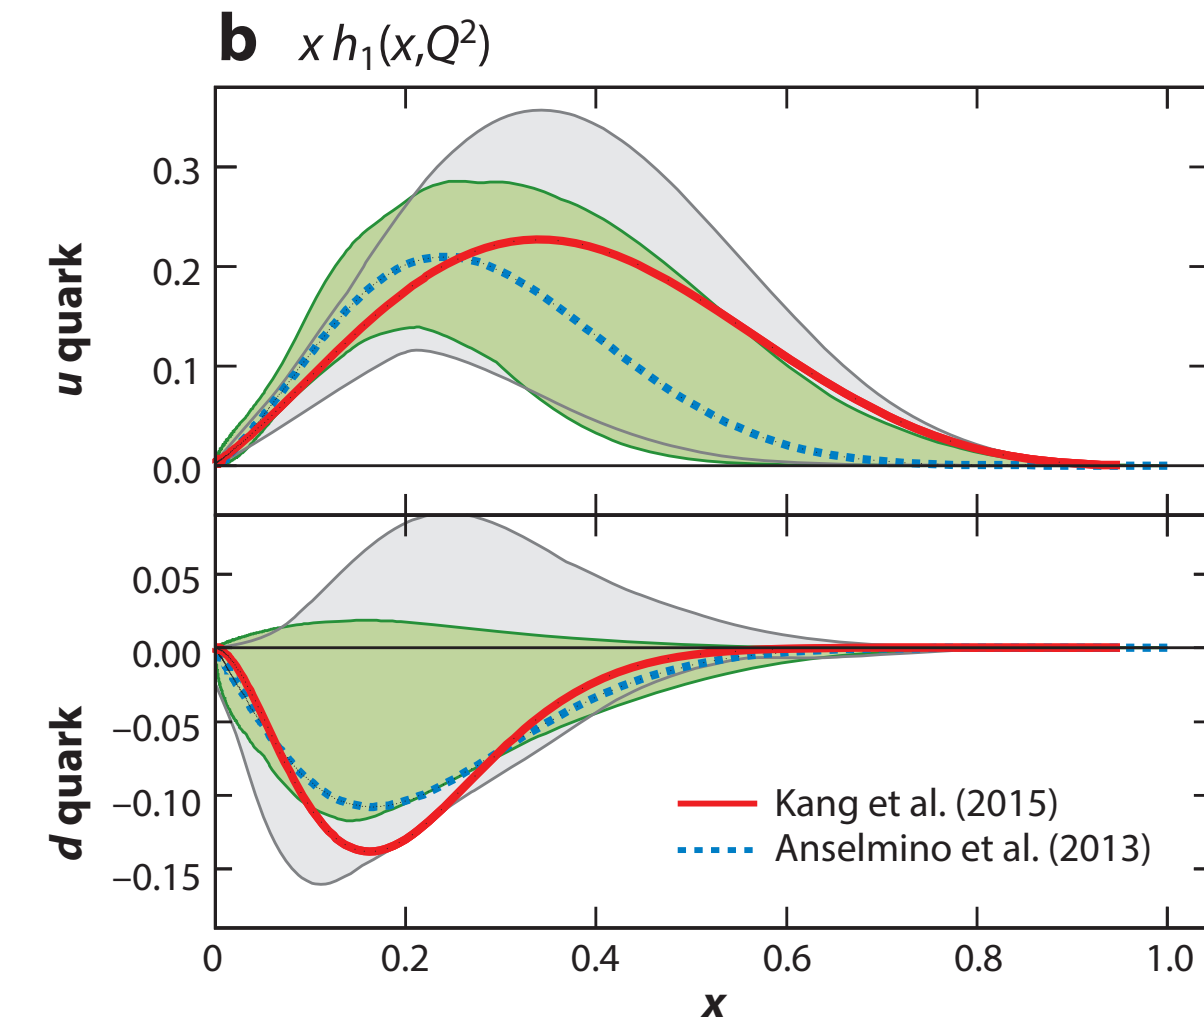 b x h1(x,Q²)
u quark
0.3
0.2
0.1
0.0
d quark
0.05
0.00
−0.05
−0.10
−0.15
Kang et al. (2015)
Anselmino et al. (2013)
0 0.2 0.4 0.6 0.8 1.0
x